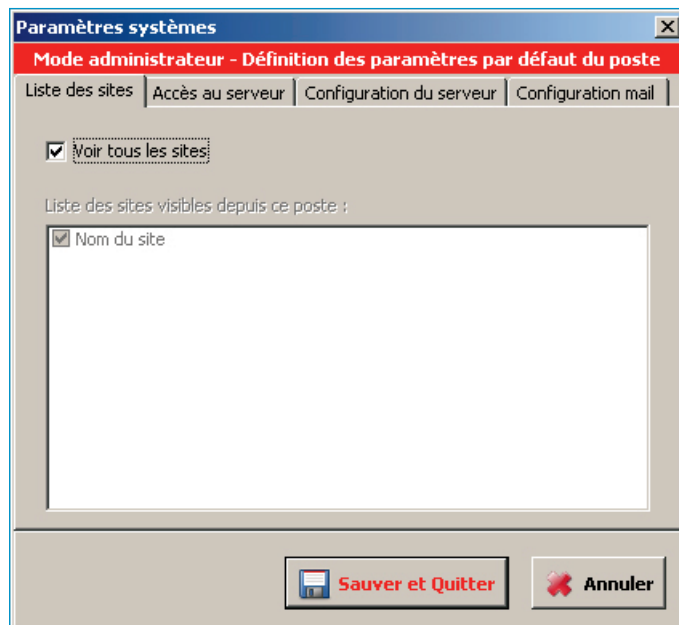 Paramètres systèmes
Mode administrateur - Définition des paramètres par défaut du poste
Liste des sites Accès au serveur Configuration du serveur Configuration mail
Voir tous les sites
Liste des sites visibles depuis ce poste :
Nom du site
Sauver et Quitter Annuler